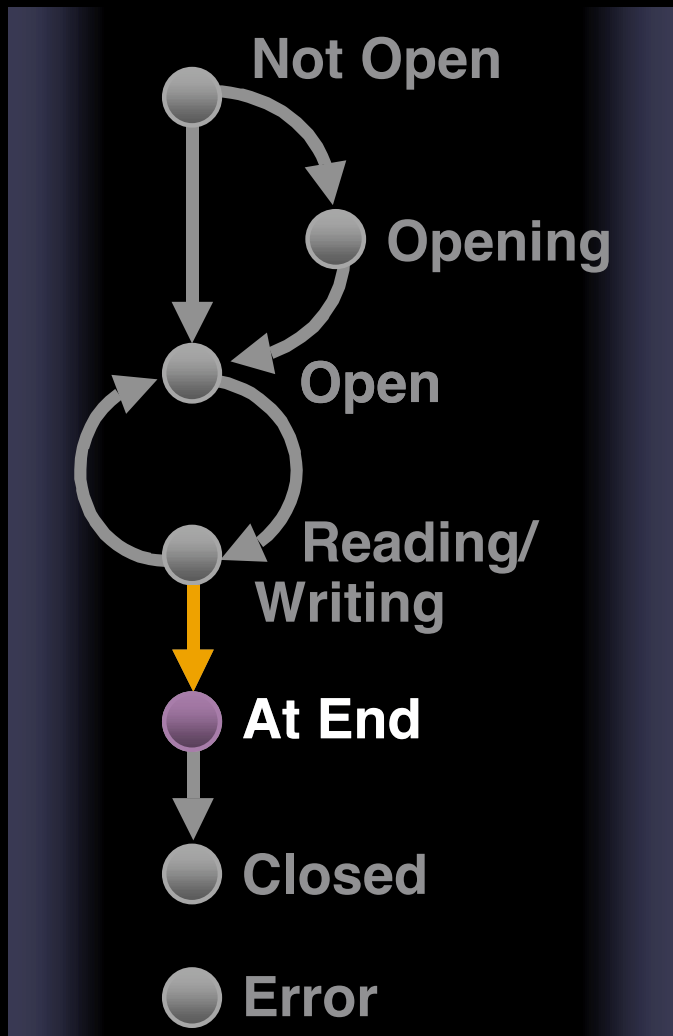 Not Open
Opening
Open
Reading/
Writing
At End
Closed
Error